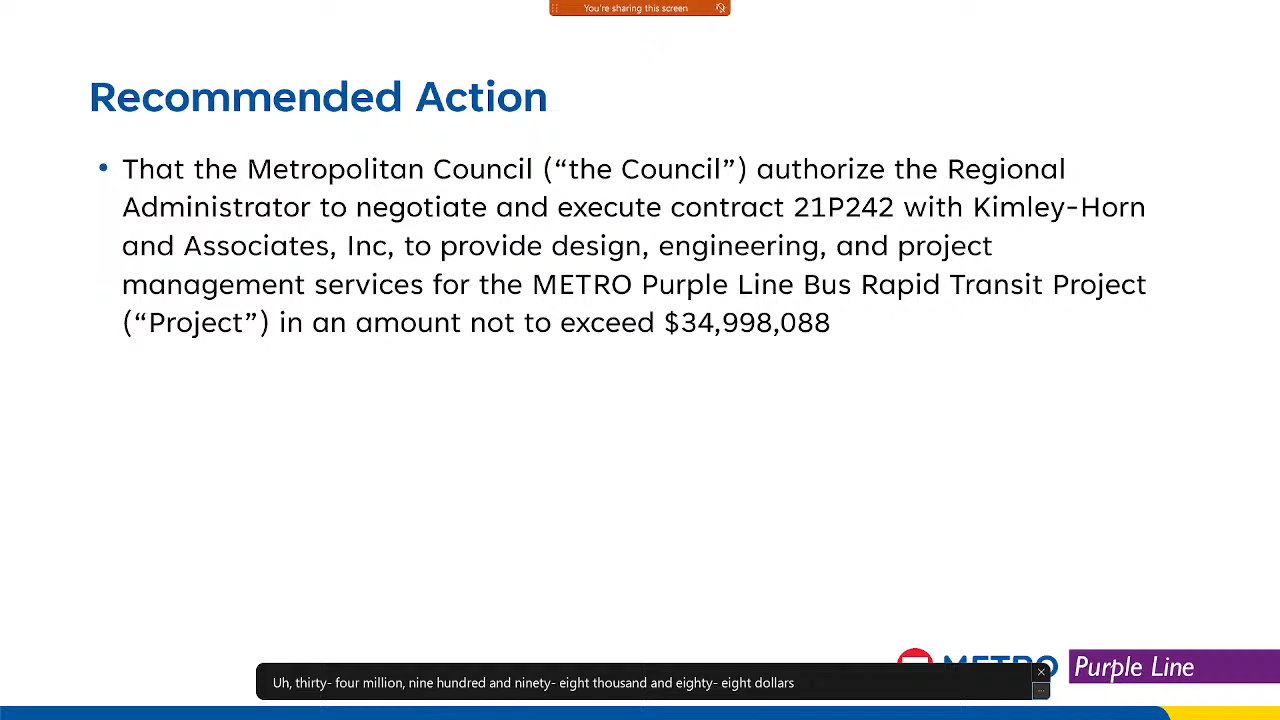 You're sharing this screen
Recommended Action
• That the Metropolitan Council (“the Council”) authorize the Regional
Administrator to negotiate and execute contract 21P242 with Kimley-Horn
and Associates, Inc, to provide design, engineering, and project
management services for the METRO Purple Line Bus Rapid Transit Project
(“Project”) in an amount not to exceed $34,998,088
METRO Purple Line
Uh, thirty- four million, nine hundred and ninety- eight thousand and eighty- eight dollars